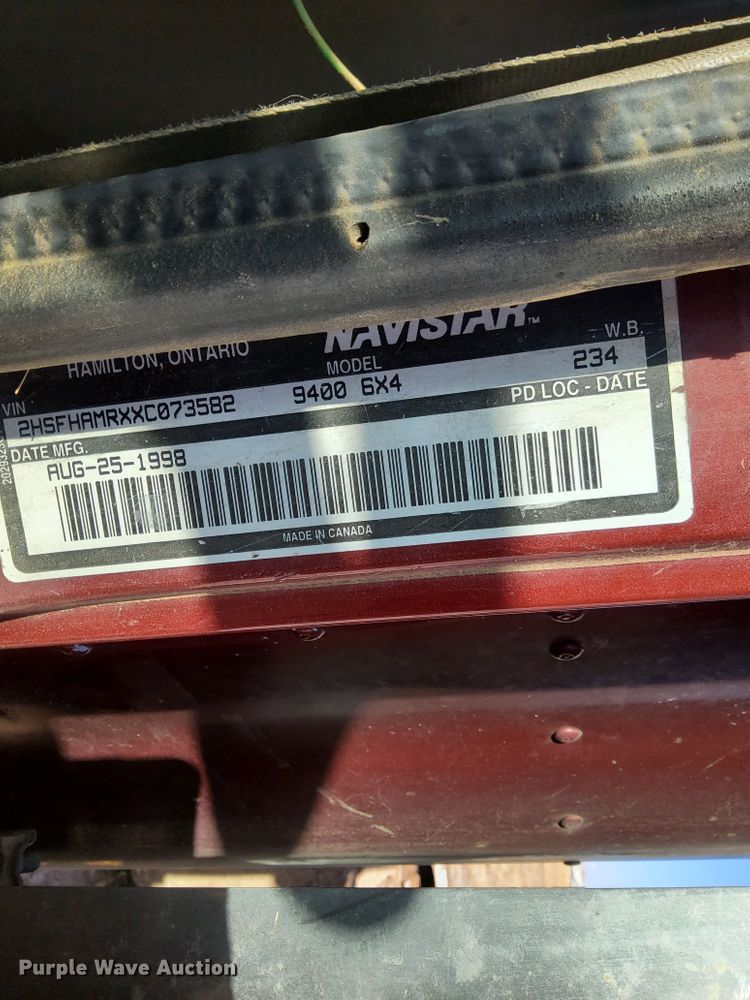 NAVISTAR™
HAMILTON, ONTARIO
MODEL
W.B.
VIN
2HSFHAMRXXC073582 9400 6X4 234
DATE MFG.
PD LOC - DATE
AUG-25-1998
MADE IN CANADA
Purple Wave Auction